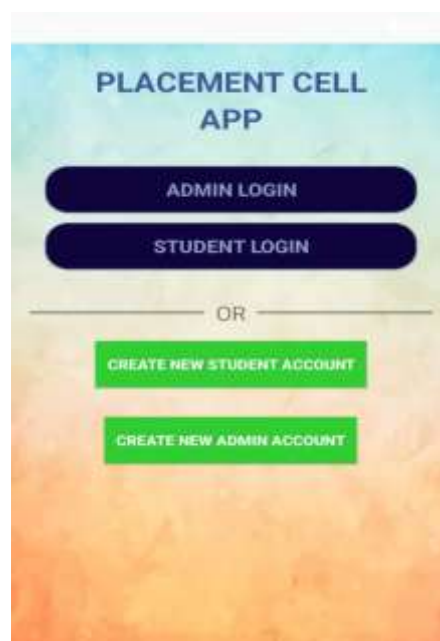 PLACEMENT CELL
APP
ADMIN LOGIN
STUDENT LOGIN
OR
CREATE NEW STUDENT ACCOUNT
CREATE NEW ADMIN ACCOUNT